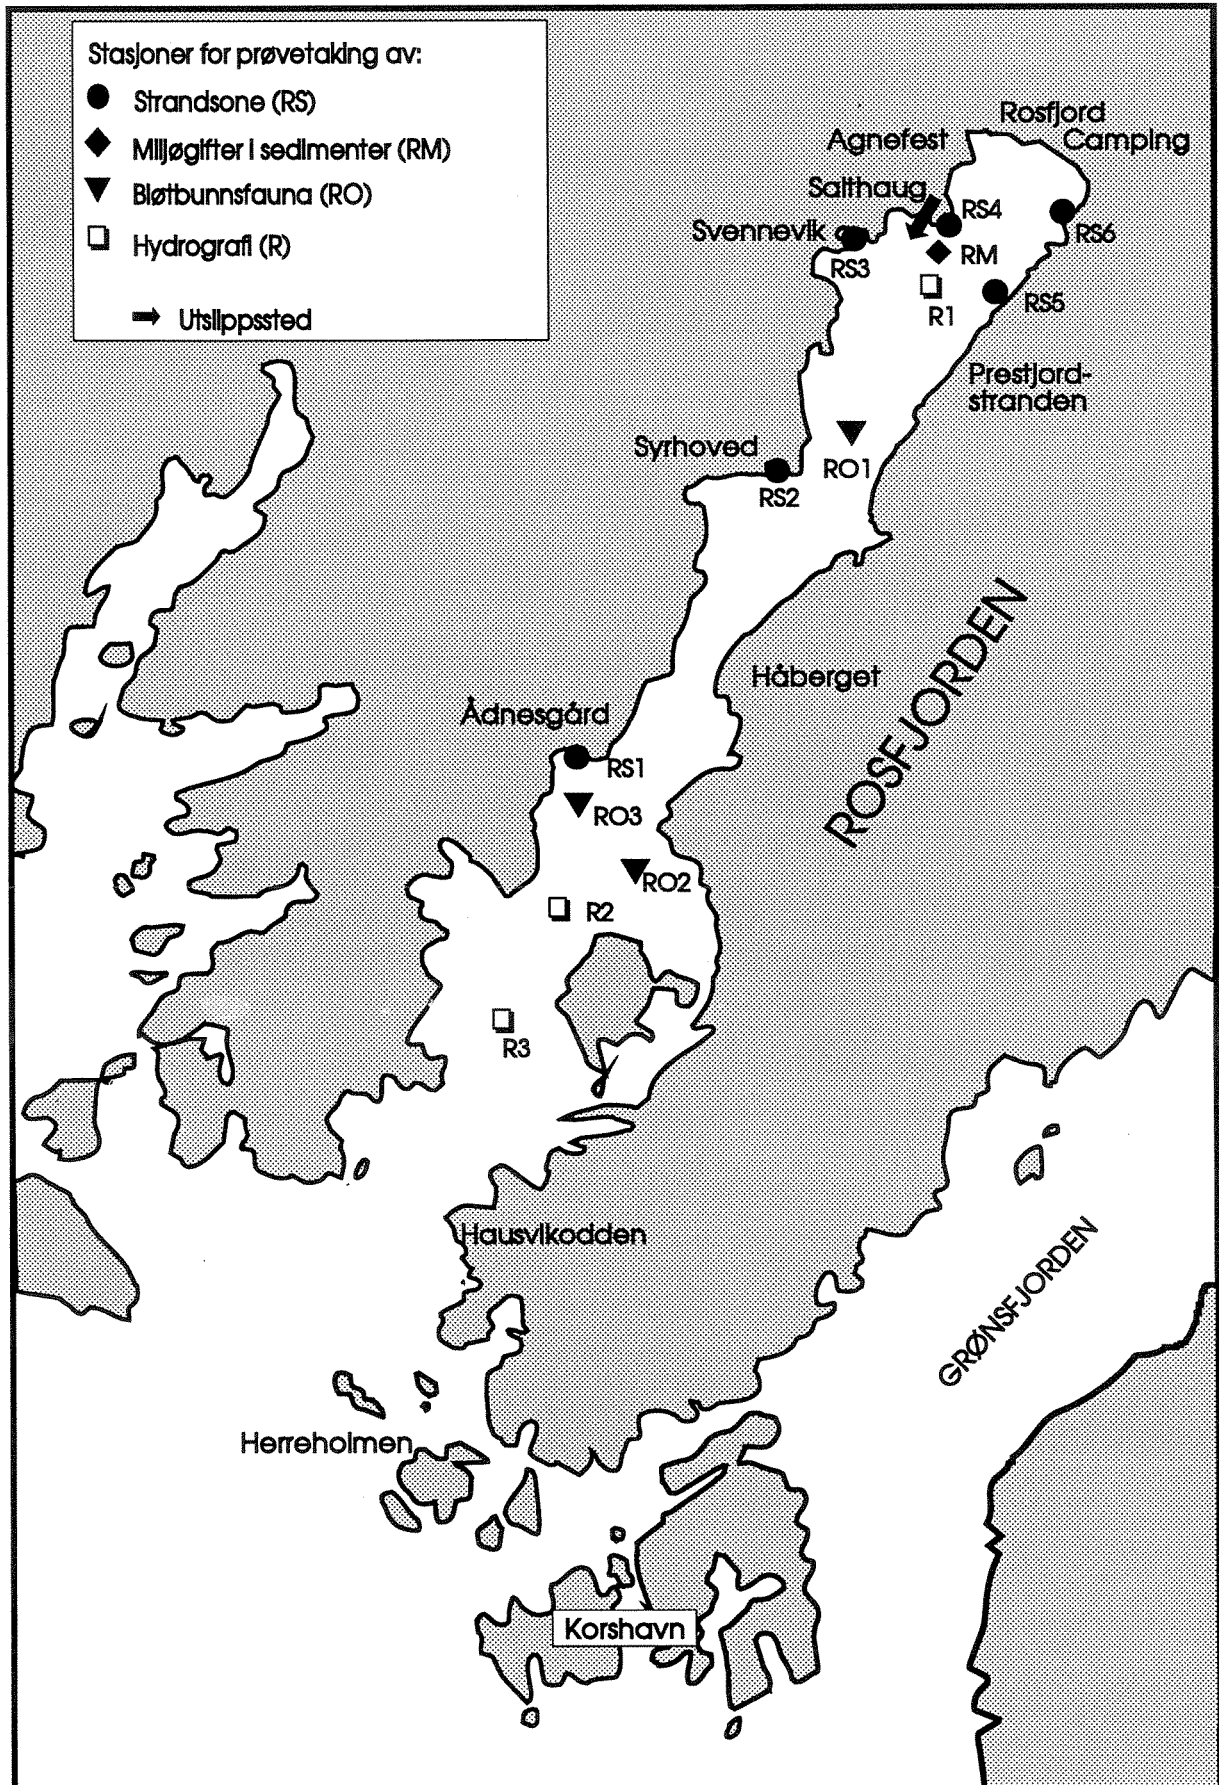 Stasjoner for prøvetaking av:
Strandsone (RS)
Miljøgifter i sedimenter (RM)
Bløtbunnsfauna (RO)
Hydrografi (R)
Utslippssted
Rosfjord
Camping
Agnefest
Salthaug
RS4
Svennevik
RS6
RS3
RM
RS5
R1
Prestfjord-
stranden
Syrhoved
RO1
RS2
ROSFJORDEN
Håberget
Ådnesgård
RS1
RO3
RO2
R2
R3
Hausvikodden
GRØNSFJORDEN
Herreholmen
Korshavn